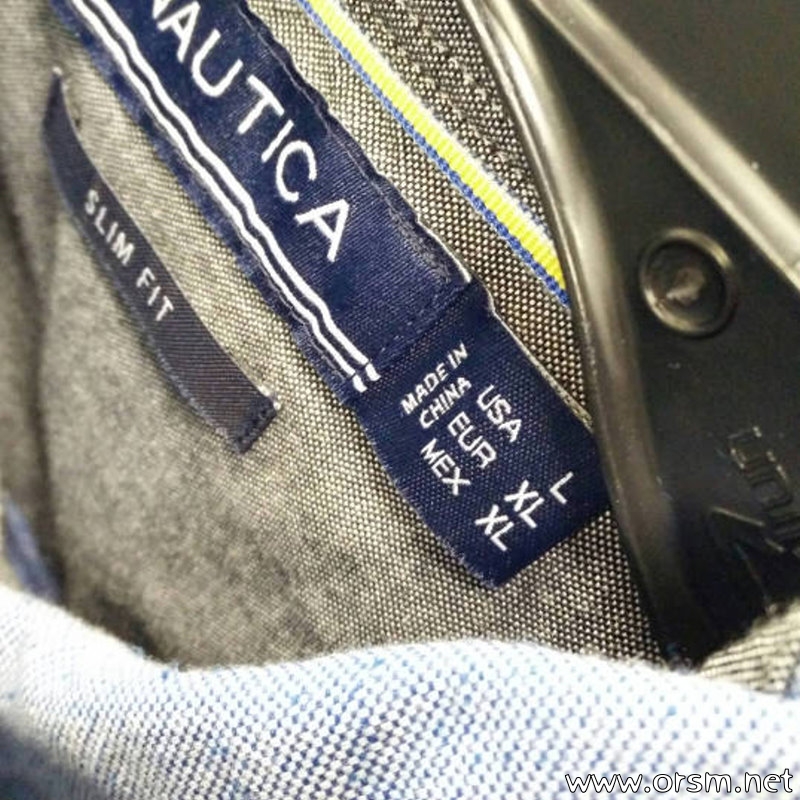 NAUTICA
SLIM FIT
MADE IN
CHINA
USA L
EUR XL
MEX XL
www.orsm.net